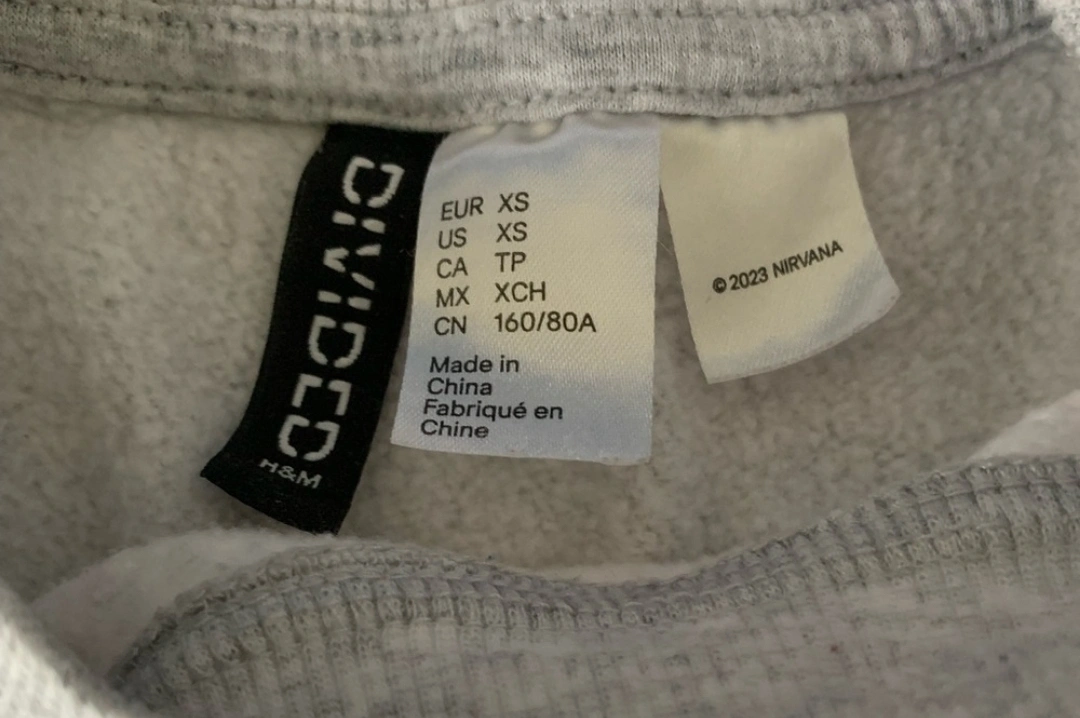 DIVIDED
H&M
EUR XS
US XS
CA TP
MX XCH
CN 160/80A
Made in
China
Fabriqué en
Chine
© 2023 NIRVANA